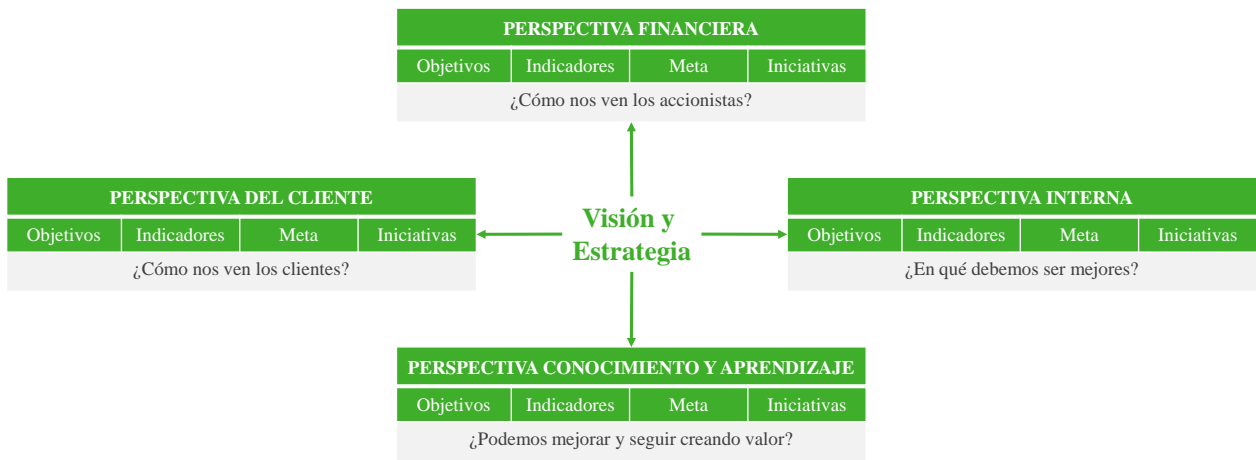 PERSPECTIVA FINANCIERA
Objetivos Indicadores Meta Iniciativas
¿Cómo nos ven los accionistas?
PERSPECTIVA DEL CLIENTE
Objetivos Indicadores Meta Iniciativas
¿Cómo nos ven los clientes?
Visión y
Estrategia
PERSPECTIVA INTERNA
Objetivos Indicadores Meta Iniciativas
¿En qué debemos ser mejores?
PERSPECTIVA CONOCIMIENTO Y APRENDIZAJE
Objetivos Indicadores Meta Iniciativas
¿Podemos mejorar y seguir creando valor?